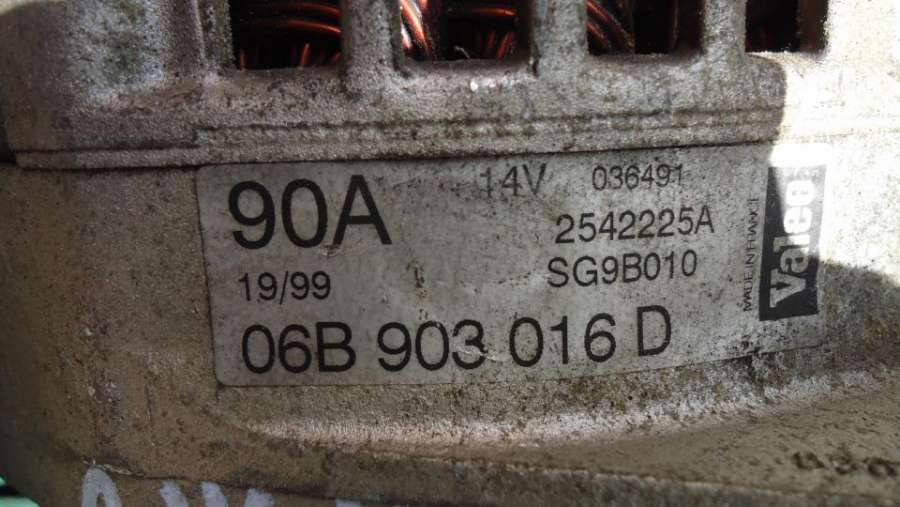 90A 14V 036491
2542225A
19/99 SG9B010
06B 903 016 D
MADE IN FRANCE
Valeo